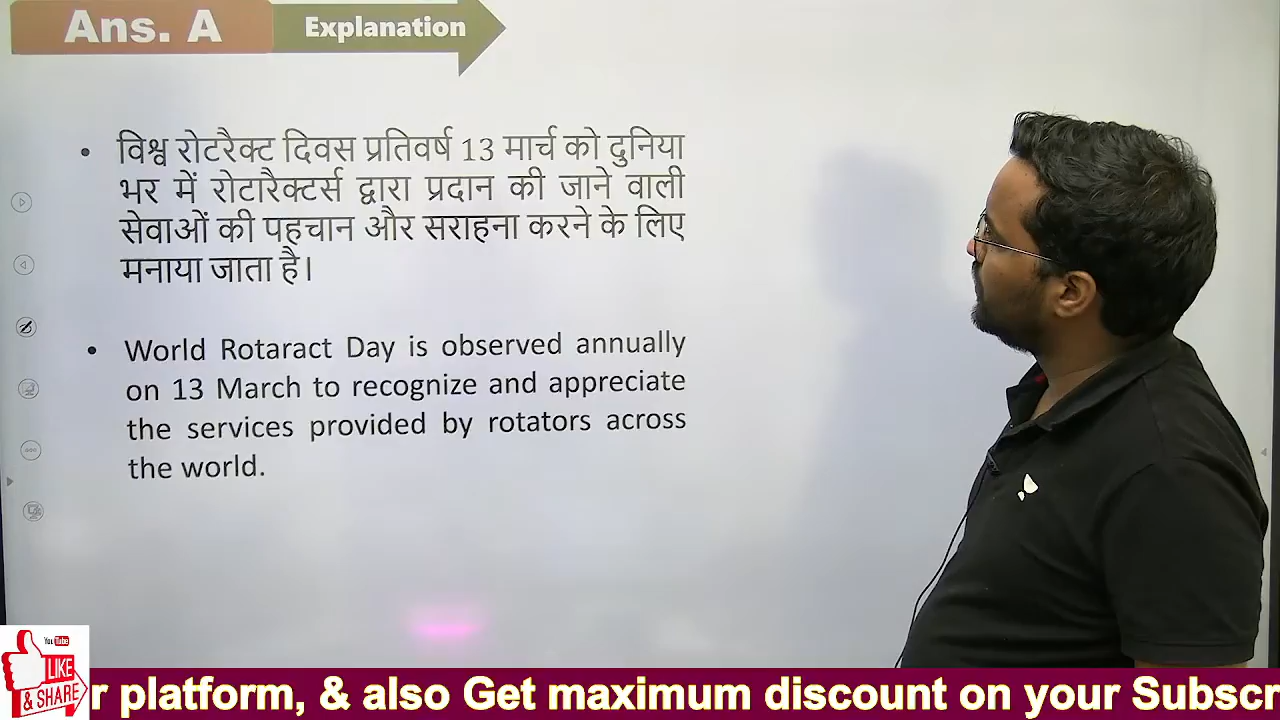 Ans. A
Explanation
• विश्व रोटरैक्ट दिवस प्रतिवर्ष 13 मार्च को दुनिया
भर में रोटारैक्टर्स द्वारा प्रदान की जाने वाली
सेवाओं की पहचान और सराहना करने के लिए
मनाया जाता है।
• World Rotaract Day is observed annually
on 13 March to recognize and appreciate
the services provided by rotators across
the world.
YouTube
LIKE
& SHARE
r platform, & also Get maximum discount on your Subscr